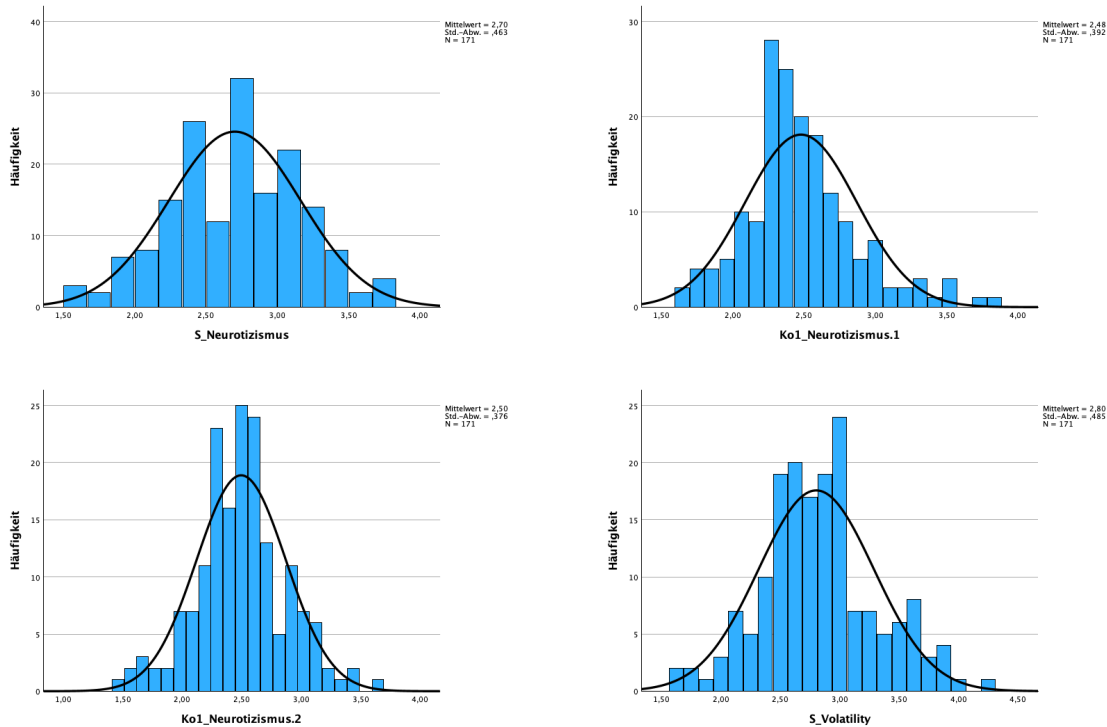 Mittelwert = 2,70
Std.-Abw. = ,463
N = 171
40
30
20
10
0
Häufigkeit
1,50 2,00 2,50 3,00 3,50 4,00
S_Neurotizismus
Mittelwert = 2,48
Std.-Abw. = ,392
N = 171
30
20
10
0
Häufigkeit
1,50 2,00 2,50 3,00 3,50 4,00
Ko1_Neurotizismus.1
Mittelwert = 2,50
Std.-Abw. = ,376
N = 171
25
20
15
10
5
0
Häufigkeit
1,00 1,50 2,00 2,50 3,00 3,50 4,00
Ko1_Neurotizismus.2
Mittelwert = 2,80
Std.-Abw. = ,485
N = 171
25
20
15
10
5
0
Häufigkeit
1,50 2,00 2,50 3,00 3,50 4,00 4,50
S_Volatility